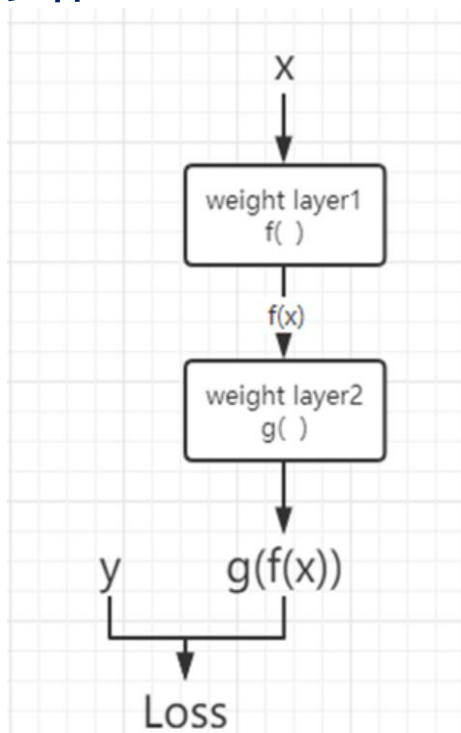 x
weight layer1
f( )
f(x)
weight layer2
g( )
y g(f(x))
Loss